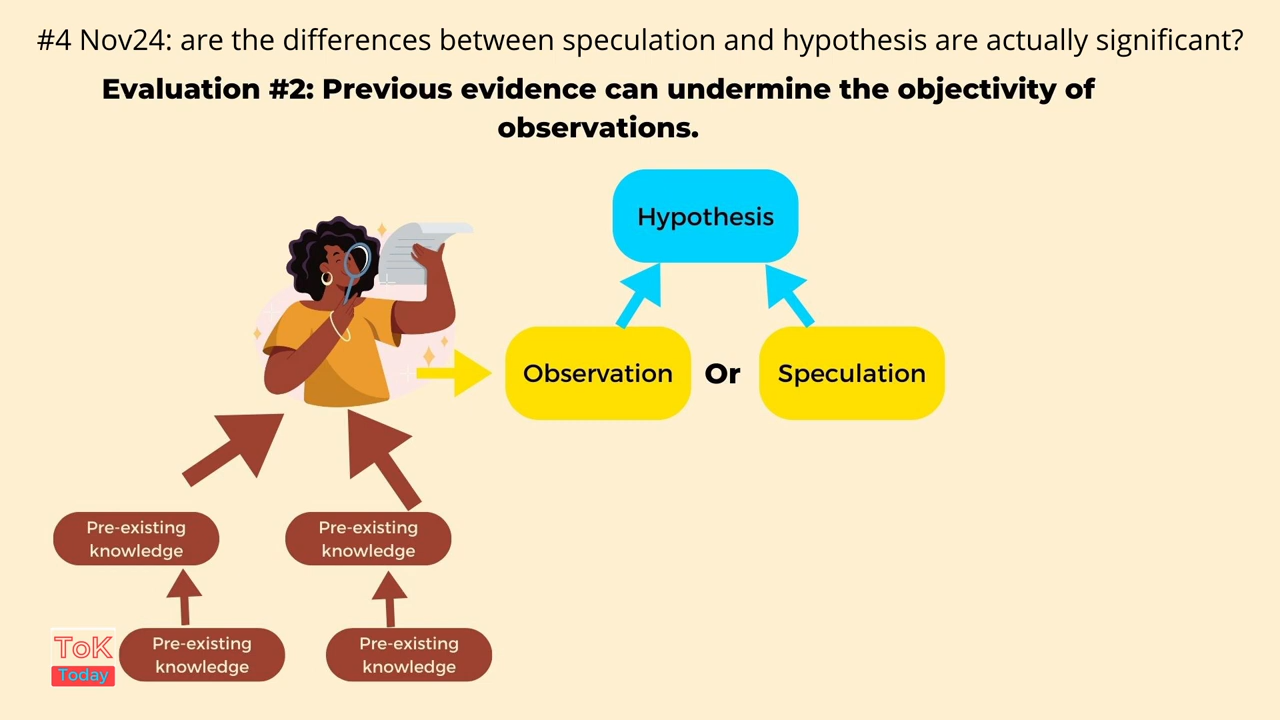 #4 Nov24: are the differences between speculation and hypothesis are actually significant?
Evaluation #2: Previous evidence can undermine the objectivity of
observations.
Hypothesis
Observation
Or
Speculation
Pre-existing
knowledge
Pre-existing
knowledge
Pre-existing
knowledge
Pre-existing
knowledge
ToK
Today